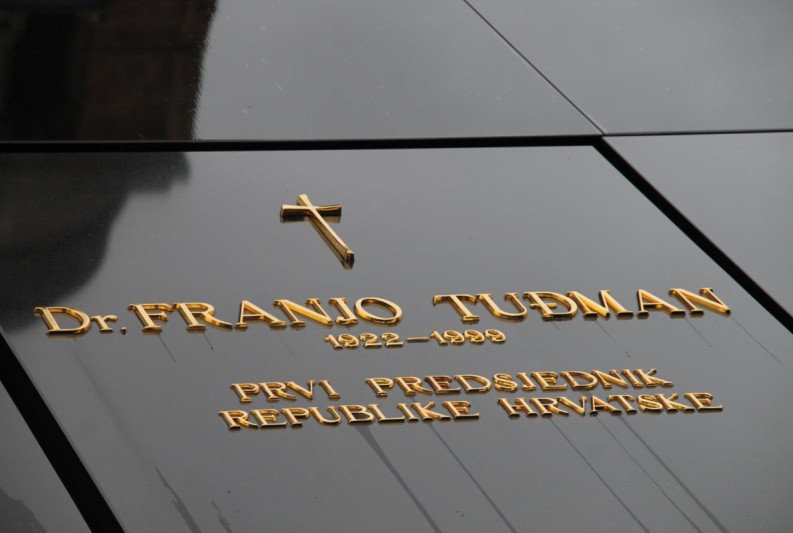 Dr. FRANJO TUĐMAN
1922-1999
PRVI PREDSJEDNIK
REPUBLIKE HRVATSKE